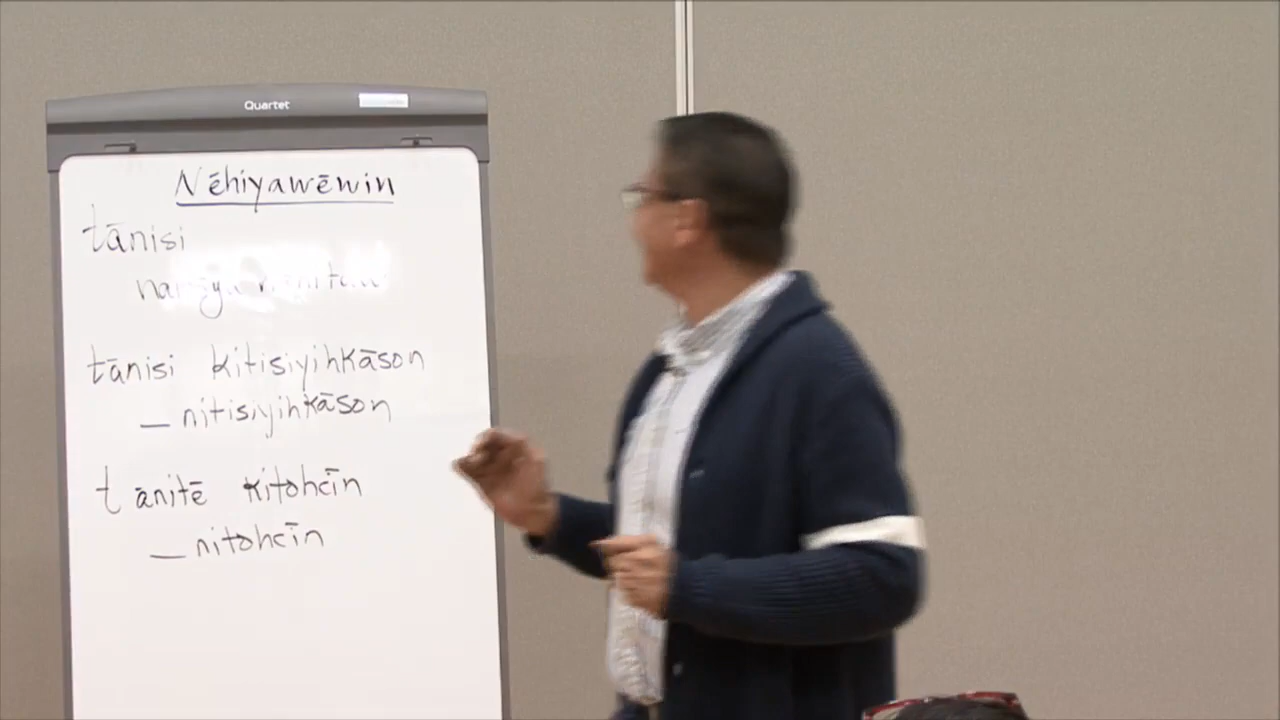 Quartet
Nēhiyawēwin
tānisi
tānisi kitisiyihkāson
_ nitisiyihkāson
tānitē kitohcīn
_ nitohcīn